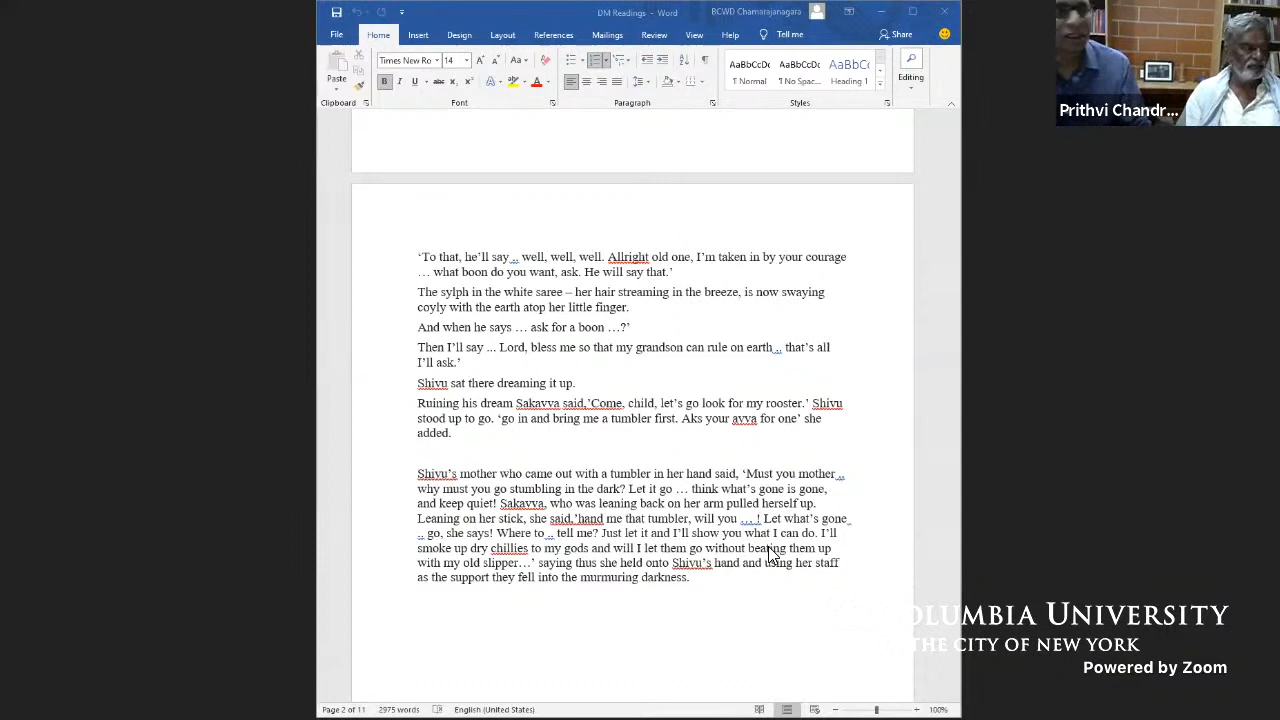 DM Readings - Word
BCWD Chamarajanagara
File Home Insert Design Layout References Mailings Review View Help Tell me Share
Times New Ro 14
Paste
B I U abc x₂ x²
AaBbCcDc AaBbCcDc AaBbC(
¶ Normal ¶ No Spac... Heading 1
Editing
Clipboard Font Paragraph Styles
Prithvi Chandr...
‘To that, he’ll say .. well, well, well. Allright old one, I’m taken in by your courage
… what boon do you want, ask. He will say that.’
The sylph in the white saree – her hair streaming in the breeze, is now swaying
coyly with the earth atop her little finger.
And when he says … ask for a boon …?’
Then I’ll say ... Lord, bless me so that my grandson can rule on earth .. that’s all
I’ll ask.’
Shivu sat there dreaming it up.
Ruining his dream Sakavva said,’Come, child, let’s go look for my rooster.’ Shivu
stood up to go. ‘go in and bring me a tumbler first. Aks your avva for one’ she
added.
Shivu’s mother who came out with a tumbler in her hand said, ‘Must you mother ..
why must you go stumbling in the dark? Let it go … think what’s gone is gone,
and keep quiet! Sakavva, who was leaning back on her arm pulled herself up.
Leaning on her stick, she said,’hand me that tumbler, will you … ! Let what’s gone
.. go, she says! Where to .. tell me? Just let it and I’ll show you what I can do. I’ll
smoke up dry chillies to my gods and will I let them go without beating them up
with my old slipper…’ saying thus she held onto Shivu’s hand and using her staff
as the support they fell into the murmuring darkness.
COLUMBIA UNIVERSITY
THE CITY OF NEW YORK
Powered by Zoom
Page 2 of 11 2975 words English (United States) 100%